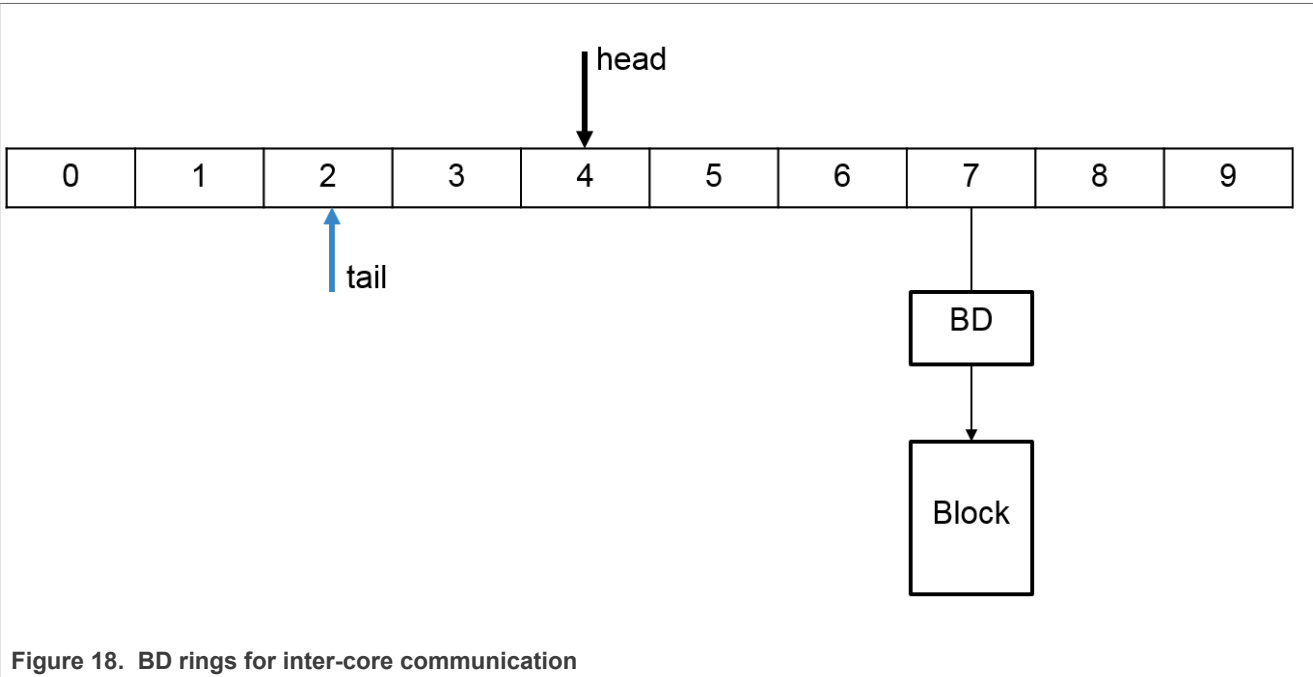 head
0 1 2 3 4 5 6 7 8 9
tail
BD
Block
Figure 18. BD rings for inter-core communication